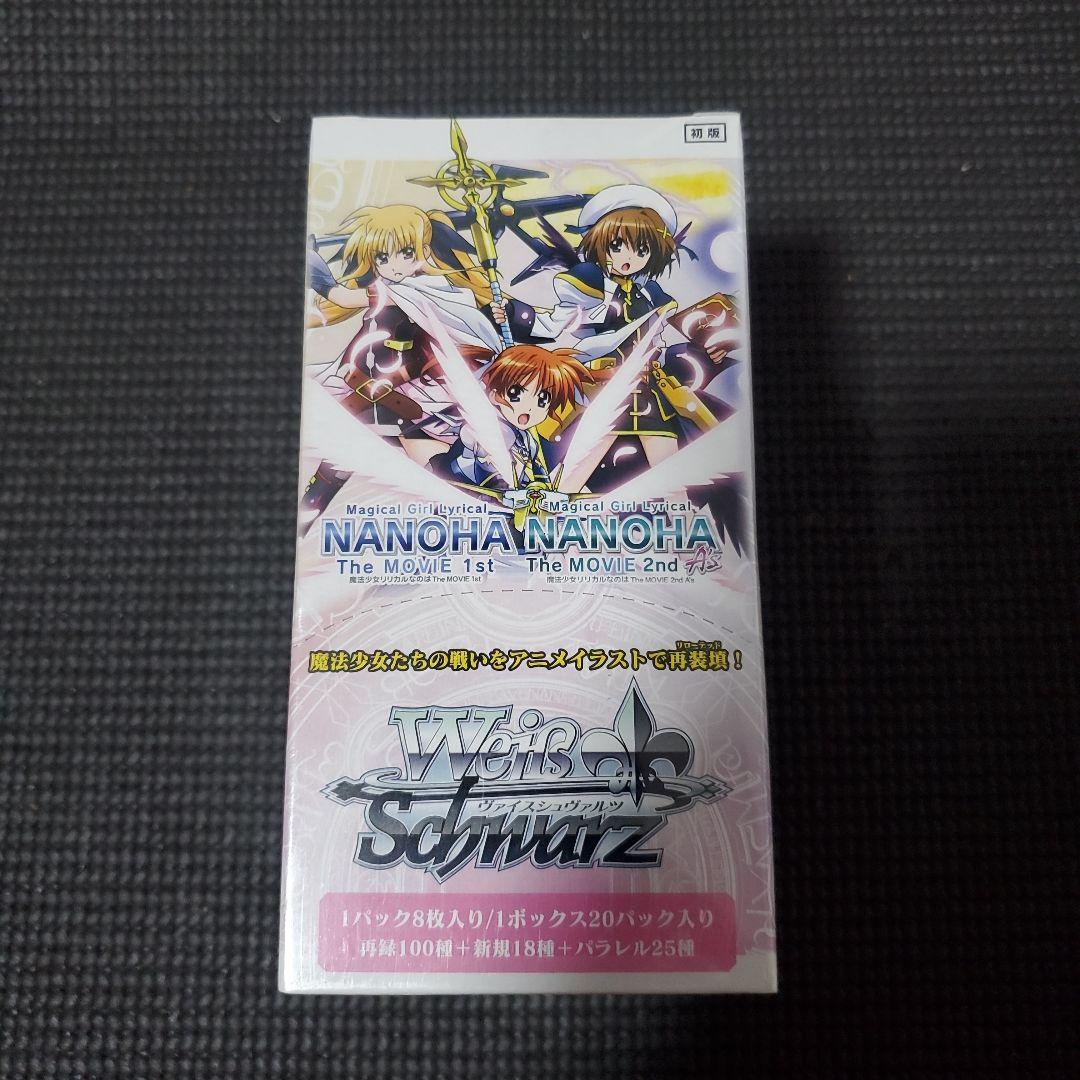 初版
Magical Girl Lyrical
NANOHA
The MOVIE 1st
魔法少女リリカルなのは The MOVIE 1st
Magical Girl Lyrical
NANOHA
The MOVIE 2nd A's
魔法少女リリカルなのは The MOVIE 2nd A's
リローデッド
魔法少女たちの戦いをアニメイラストで再装填！
Weiß
ヴァイスシュヴァルツ
Schwarz
1パック8枚入り/1ボックス20パック入り
再録100種＋新規18種＋パラレル25種